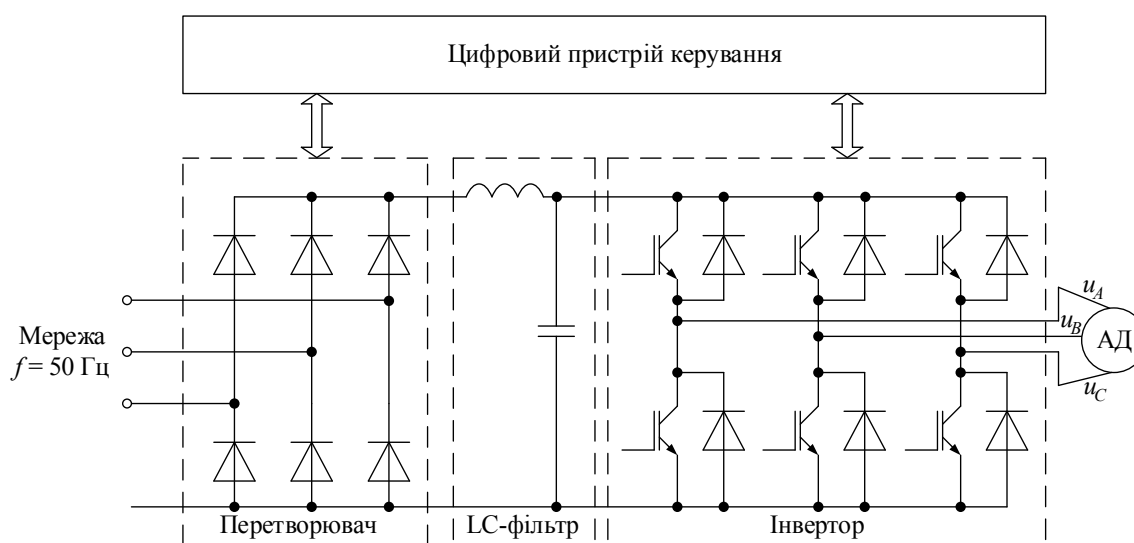 Цифровий пристрій керування
Мережа
f = 50 Гц
u_A
u_B
АД
u_C
Перетворювач
LC-фільтр
Інвертор